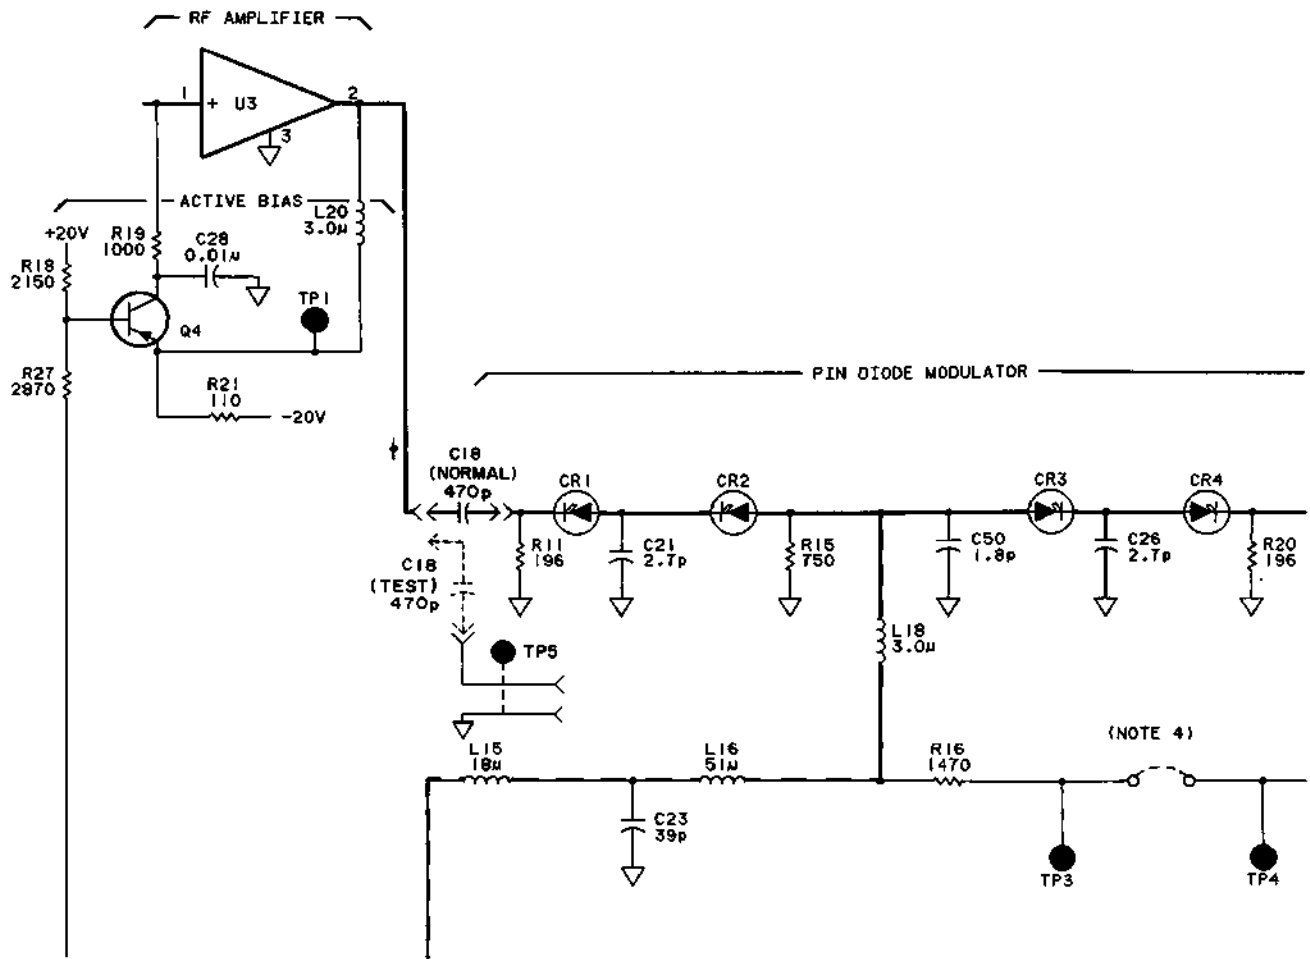 RF AMPLIFIER
1
+
U3
2
3
ACTIVE BIAS
+20V
R19
1000
C28
0.01μ
L20
3.0μ
R18
2150
TP1
Q4
R27
2870
R21
110
-20V
PIN DIODE MODULATOR
C18
(NORMAL)
470p
CR1
CR2
CR3
CR4
R11
196
C21
2.7p
R15
750
C50
1.8p
C26
2.7p
R20
196
C18
(TEST)
470p
L18
3.0μ
TP5
L15
18μ
L16
51μ
R16
1470
(NOTE 4)
C23
39p
TP3
TP4